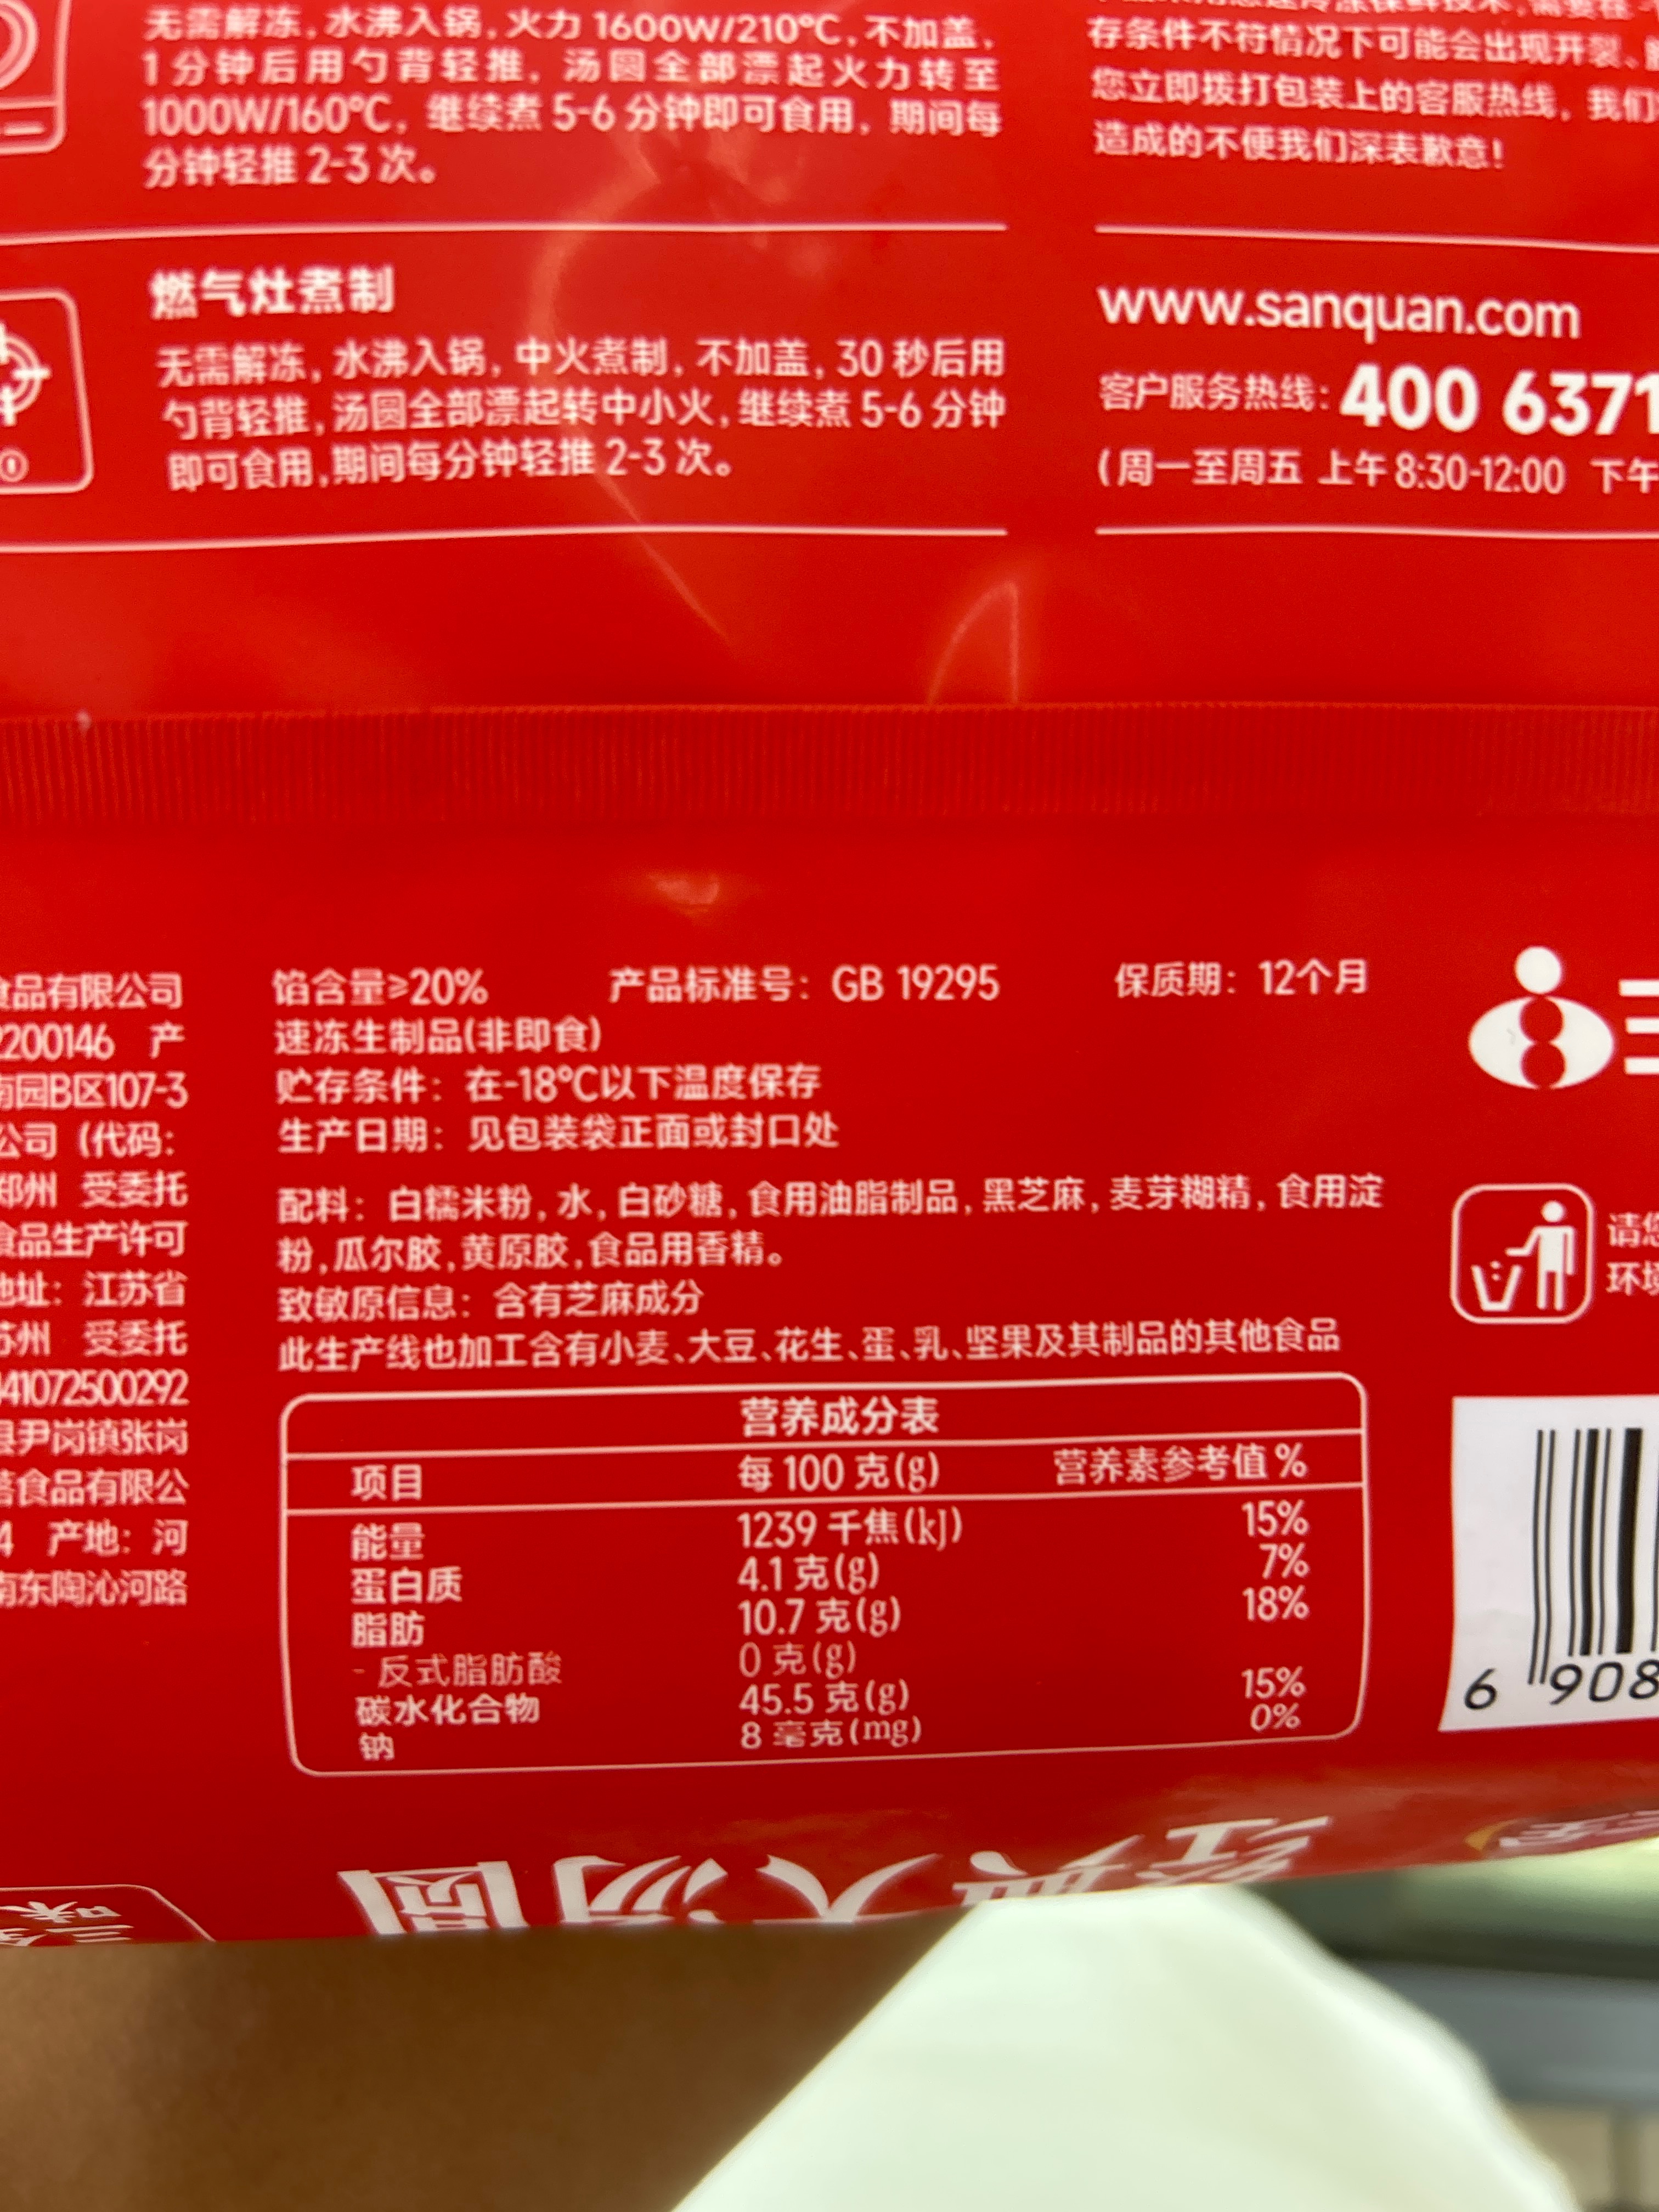 无需解冻,水沸入锅,火力 1600W/210℃,不加盖,
1分钟后用勺背轻推, 汤圆全部漂起火力转至
1000W/160℃, 继续煮 5-6 分钟即可食用, 期间每
分钟轻推 2-3 次。
燃气灶煮制
无需解冻, 水沸入锅, 中火煮制, 不加盖, 30 秒后用
勺背轻推, 汤圆全部漂起转中小火, 继续煮 5-6 分钟
即可食用,期间每分钟轻推 2-3 次。
存条件不符情况下可能会出现开裂、
您立即拨打包装上的客服热线, 我们
造成的不便我们深表歉意!
www.sanquan.com
客户服务热线: 400 6371
(周一至周五 上午 8:30-12:00 下午
食品有限公司
200146 产
南园B区107-3
公司 (代码:
郑州 受委托
食品生产许可
地址: 江苏省
苏州 受委托
41072500292
县尹岗镇张岗
食品有限公
4 产地: 河
南东陶沁河路
馅含量≥20% 产品标准号: GB 19295 保质期: 12个月
速冻生制品(非即食)
贮存条件: 在-18℃以下温度保存
生产日期: 见包装袋正面或封口处
配料: 白糯米粉, 水, 白砂糖, 食用油脂制品, 黑芝麻, 麦芽糊精, 食用淀
粉, 瓜尔胶, 黄原胶, 食品用香精。
致敏原信息: 含有芝麻成分
此生产线也加工含有小麦、大豆、花生、蛋、乳、坚果及其制品的其他食品
营养成分表
项目 每 100 克(g) 营养素参考值 %
能量 1239 千焦(kJ) 15%
蛋白质 4.1 克(g) 7%
脂肪 10.7 克(g) 18%
- 反式脂肪酸 0 克(g)
碳水化合物 45.5 克(g) 15%
钠 8 毫克(mg) 0%
三
请您
环境
6 908
大汤圆
味